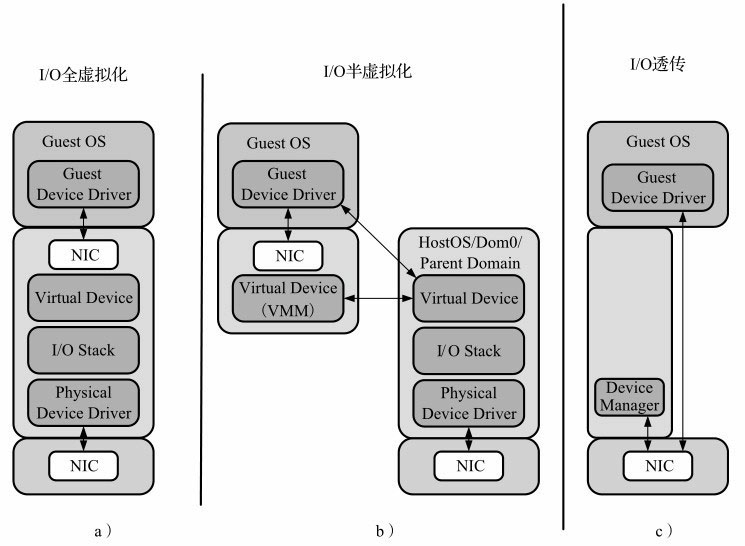 I/O全虚拟化
Guest OS
Guest
Device Driver
NIC
Virtual Device
I/O Stack
Physical
Device Driver
NIC
a）
I/O半虚拟化
Guest OS
Guest
Device Driver
NIC
Virtual Device
（VMM）
HostOS/Dom0/
Parent Domain
Virtual Device
I/O Stack
Physical
Device Driver
NIC
b）
I/O透传
Guest OS
Guest
Device Driver
Device
Manager
NIC
c）